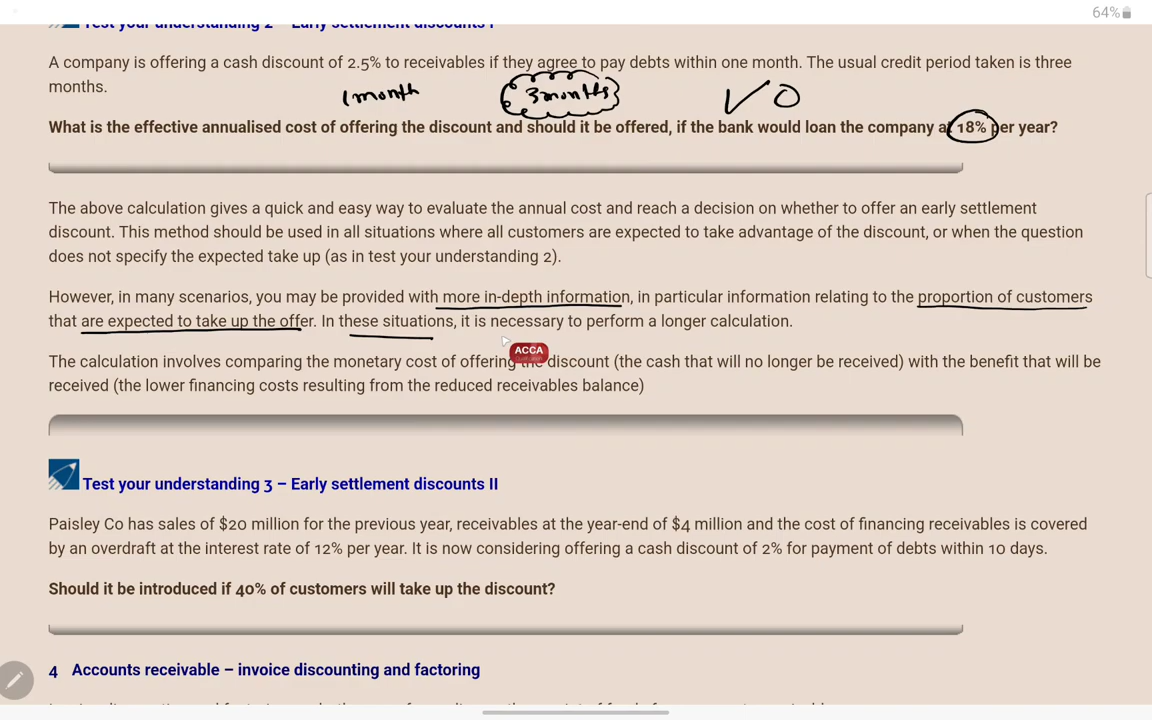 64%
Test your understanding 2 – Early settlement discounts I
A company is offering a cash discount of 2.5% to receivables if they agree to pay debts within one month. The usual credit period taken is three
months.
1 month
3 months
What is the effective annualised cost of offering the discount and should it be offered, if the bank would loan the company at 18% per year?
The above calculation gives a quick and easy way to evaluate the annual cost and reach a decision on whether to offer an early settlement
discount. This method should be used in all situations where all customers are expected to take advantage of the discount, or when the question
does not specify the expected take up (as in test your understanding 2).
However, in many scenarios, you may be provided with more in-depth information, in particular information relating to the proportion of customers
that are expected to take up the offer. In these situations, it is necessary to perform a longer calculation.
ACCA
The calculation involves comparing the monetary cost of offering the discount (the cash that will no longer be received) with the benefit that will be
received (the lower financing costs resulting from the reduced receivables balance)
Test your understanding 3 – Early settlement discounts II
Paisley Co has sales of $20 million for the previous year, receivables at the year-end of $4 million and the cost of financing receivables is covered
by an overdraft at the interest rate of 12% per year. It is now considering offering a cash discount of 2% for payment of debts within 10 days.
Should it be introduced if 40% of customers will take up the discount?
4 Accounts receivable – invoice discounting and factoring